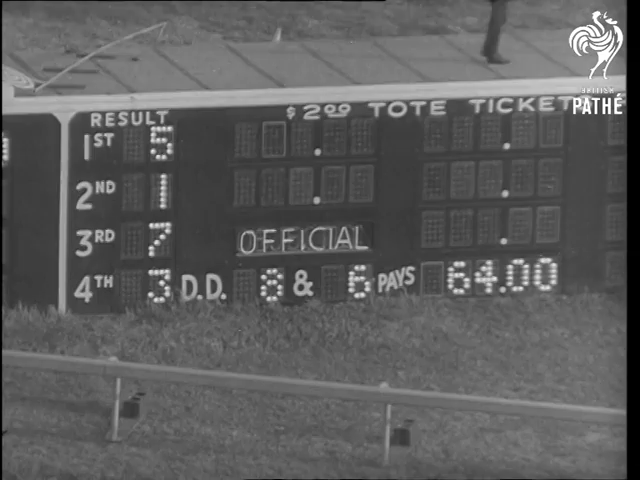 BRITISH
PATHÉ
RESULT $2.00 TOTE TICKET
1ST 5
2ND 1
3RD 7 OFFICIAL
4TH 3 D.D. 8 & 6 PAYS 64.00